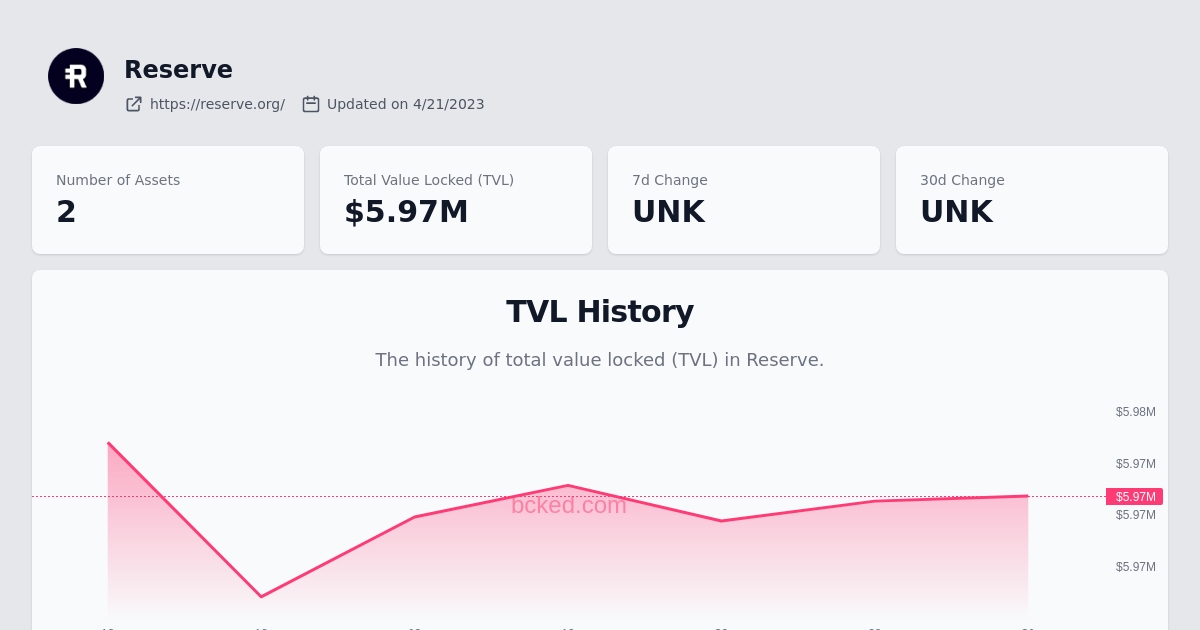 Reserve
https://reserve.org/ Updated on 4/21/2023
Number of Assets
2
Total Value Locked (TVL)
$5.97M
7d Change
UNK
30d Change
UNK
TVL History
The history of total value locked (TVL) in Reserve.
$5.98M
$5.97M
$5.97M
$5.97M
$5.97M
bcked.com